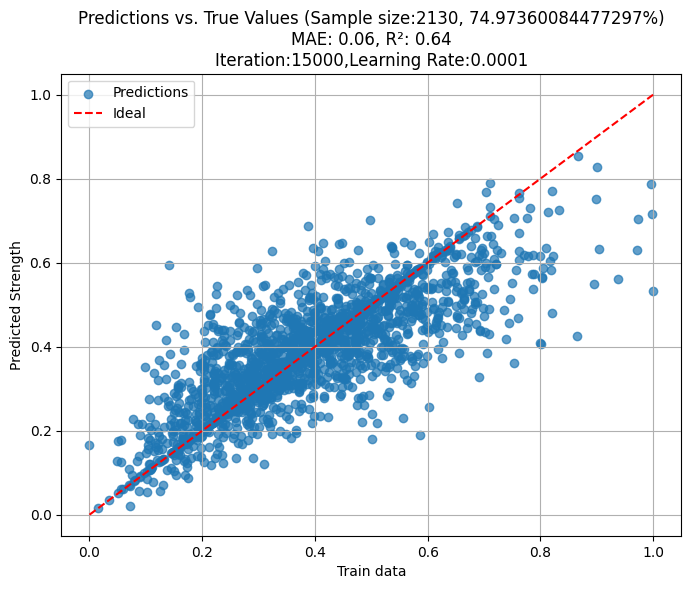 Predictions vs. True Values (Sample size:2130, 74.97360084477297%)
MAE: 0.06, R²: 0.64
Iteration:15000,Learning Rate:0.0001
Predictions
Ideal
Predicted Strength
1.0
0.8
0.6
0.4
0.2
0.0
0.0 0.2 0.4 0.6 0.8 1.0
Train data